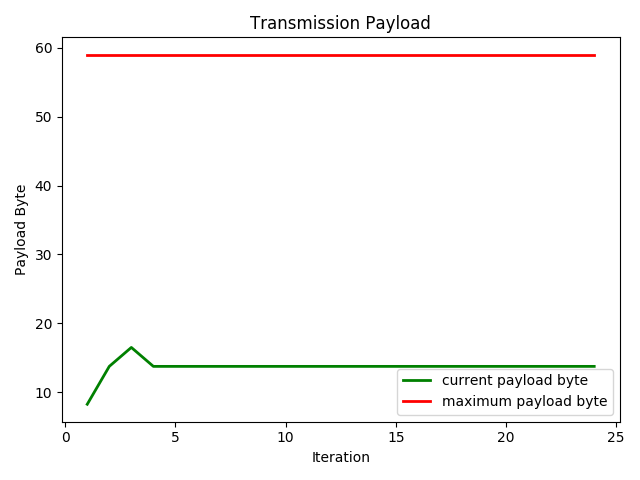 Transmission Payload
60
50
40
30
20
10
Payload Byte
0
5
10
15
20
25
Iteration
current payload byte
maximum payload byte